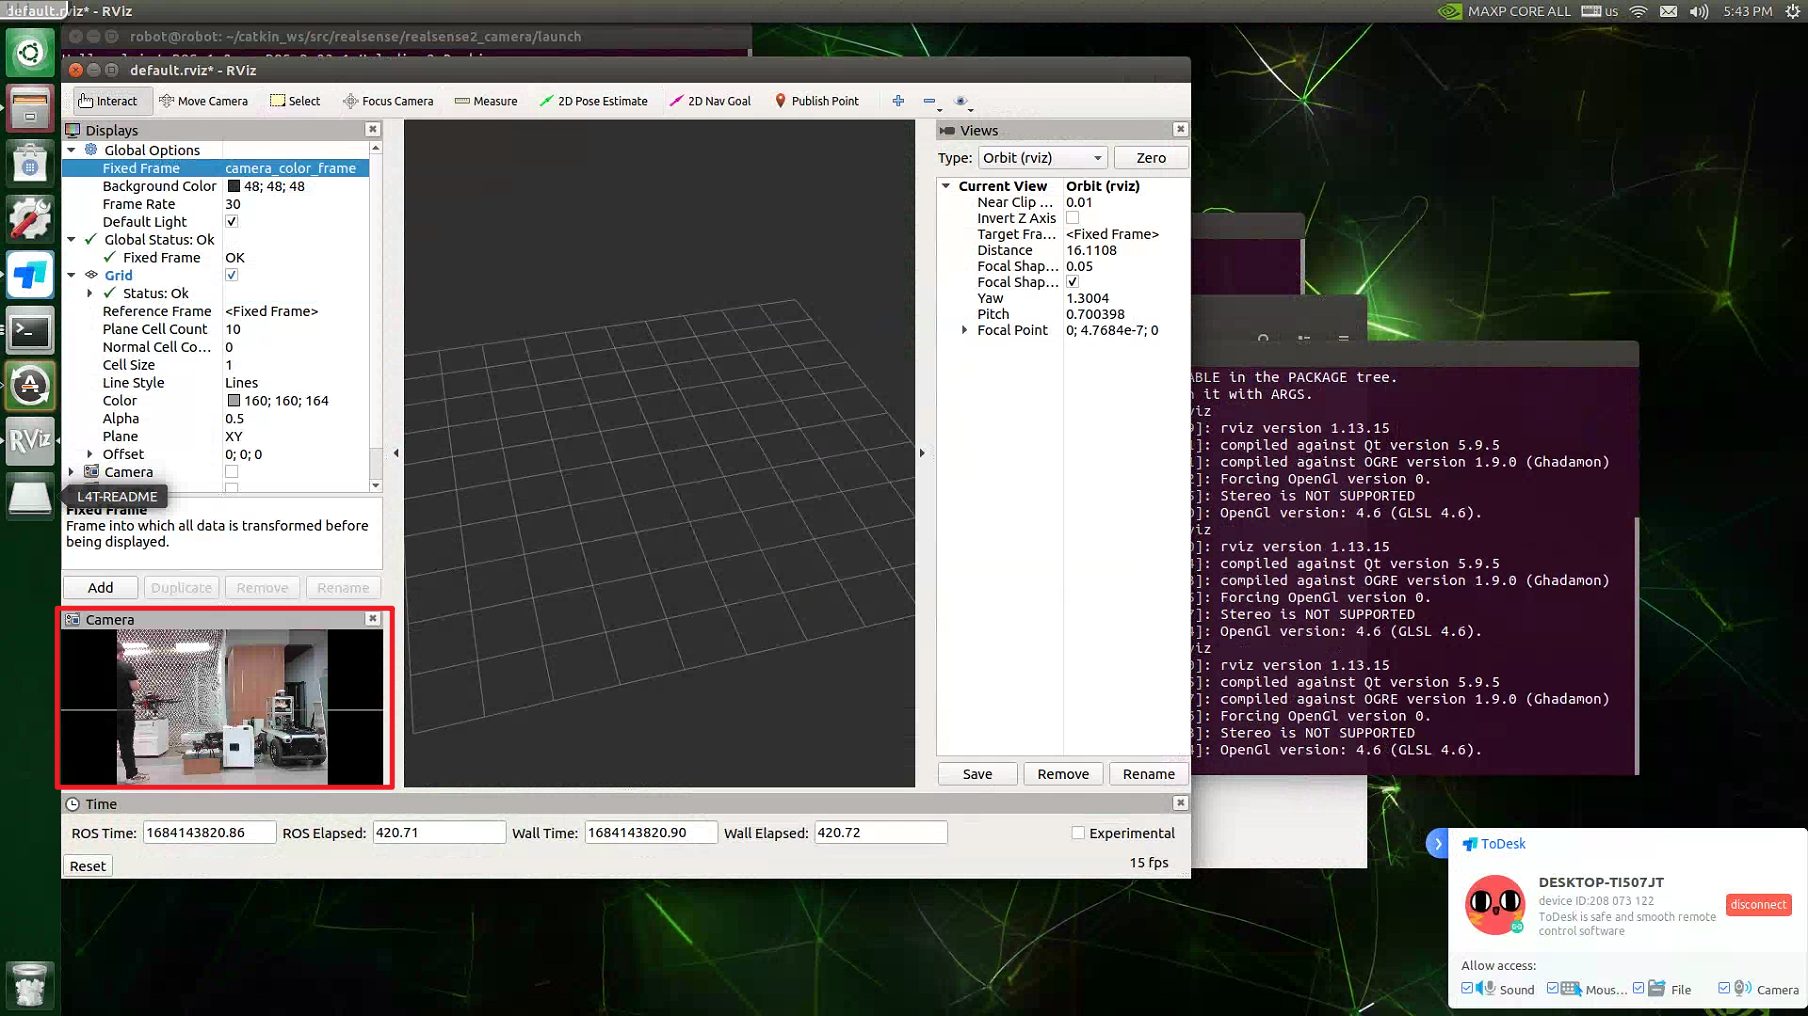 default.rviz* - RViz
MAXP CORE ALL
us
5:43 PM
robot@robot: ~/catkin_ws/src/realsense/realsense2_camera/launch
default.rviz* - RViz
Interact
Move Camera
Select
Focus Camera
Measure
2D Pose Estimate
2D Nav Goal
Publish Point
Displays
Global Options
Fixed Frame camera_color_frame
Background Color 48; 48; 48
Frame Rate 30
Default Light
Global Status: Ok
Fixed Frame OK
Grid
Status: Ok
Reference Frame <Fixed Frame>
Plane Cell Count 10
Normal Cell Co... 0
Cell Size 1
Line Style Lines
Color 160; 160; 164
Alpha 0.5
Plane XY
Offset 0; 0; 0
Camera
RViz
L4T-README
Fixed Frame
Frame into which all data is transformed before
being displayed.
Add
Duplicate
Remove
Rename
Camera
Views
Type: Orbit (rviz)
Zero
Current View Orbit (rviz)
Near Clip ... 0.01
Invert Z Axis
Target Fra... <Fixed Frame>
Distance 16.1108
Focal Shap... 0.05
Focal Shap...
Yaw 1.3004
Pitch 0.700398
Focal Point 0; 4.7684e-7; 0
Save
Remove
Rename
ABLE in the PACKAGE tree.
it with ARGS.
viz
]: rviz version 1.13.15
]: compiled against Qt version 5.9.5
]: compiled against OGRE version 1.9.0 (Ghadamon)
]: Forcing OpenGl version 0.
]: Stereo is NOT SUPPORTED
]: OpenGl version: 4.6 (GLSL 4.6).
viz
]: rviz version 1.13.15
]: compiled against Qt version 5.9.5
]: compiled against OGRE version 1.9.0 (Ghadamon)
]: Forcing OpenGl version 0.
]: Stereo is NOT SUPPORTED
]: OpenGl version: 4.6 (GLSL 4.6).
viz
]: rviz version 1.13.15
]: compiled against Qt version 5.9.5
]: compiled against OGRE version 1.9.0 (Ghadamon)
]: Forcing OpenGl version 0.
]: Stereo is NOT SUPPORTED
]: OpenGl version: 4.6 (GLSL 4.6).
Time
ROS Time: 1684143820.86 ROS Elapsed: 420.71 Wall Time: 1684143820.90 Wall Elapsed: 420.72 Experimental
Reset
15 fps
ToDesk
DESKTOP-TI507JT
device ID:208 073 122
ToDesk is safe and smooth remote
control software
disconnect
Allow access:
Sound Mous... File Camera